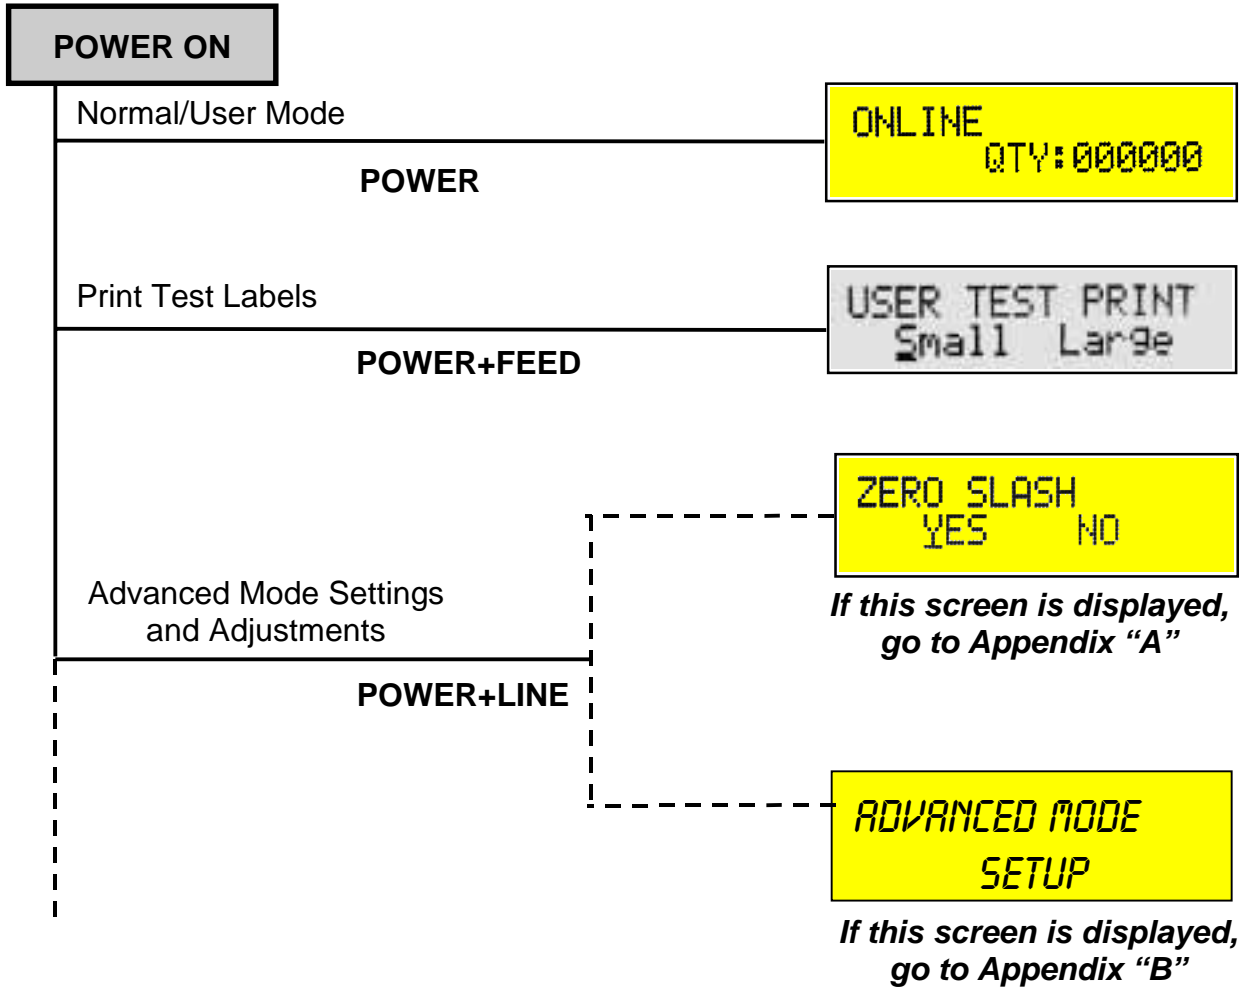 POWER ON
Normal/User Mode
POWER
ONLINE
QTY:000000
Print Test Labels
POWER+FEED
USER TEST PRINT
Small Large
Advanced Mode Settings
and Adjustments
POWER+LINE
ZERO SLASH
YES NO
If this screen is displayed,
go to Appendix “A”
ADVANCED MODE
SETUP
If this screen is displayed,
go to Appendix “B”